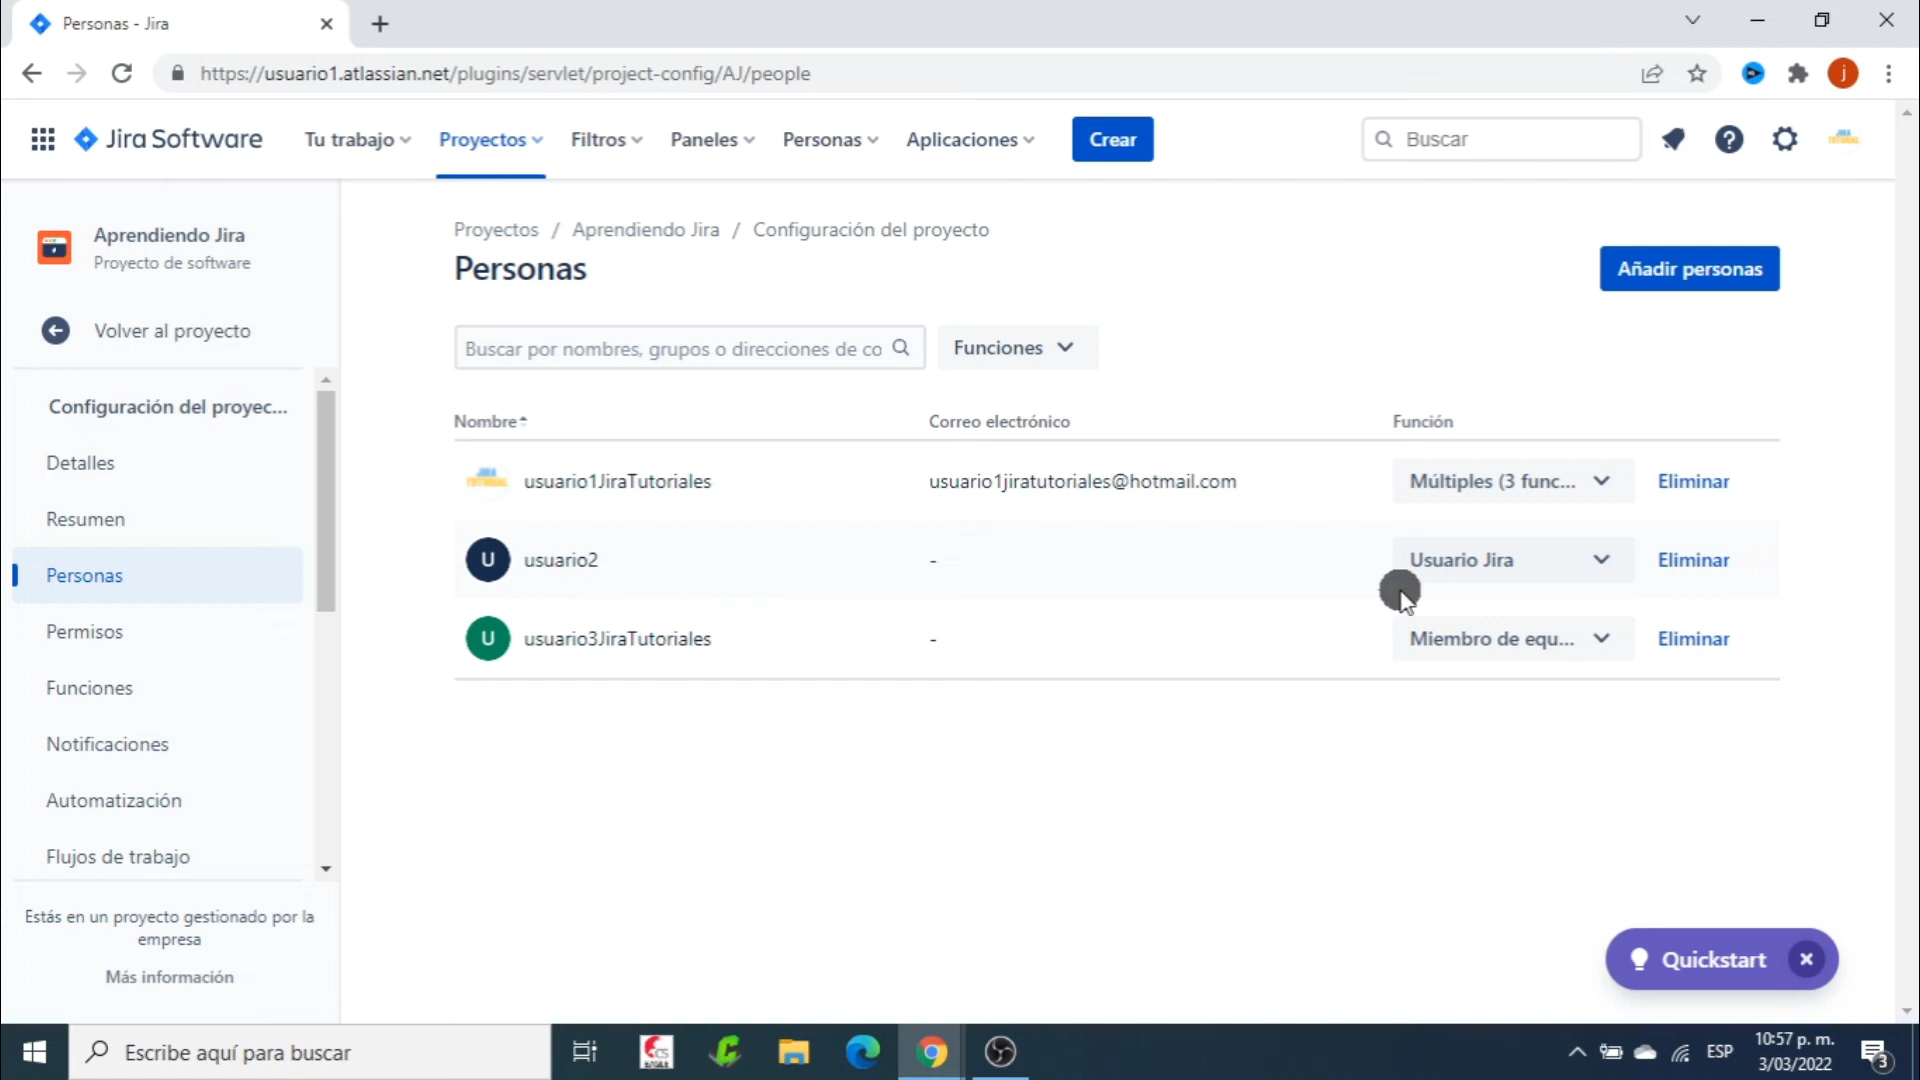 Personas - Jira
https://usuario1.atlassian.net/plugins/servlet/project-config/AJ/people
j
Jira Software
Tu trabajo
Proyectos
Filtros
Paneles
Personas
Aplicaciones
Crear
Buscar
Aprendiendo Jira
Proyecto de software
Volver al proyecto
Configuración del proyec...
Detalles
Resumen
Personas
Permisos
Funciones
Notificaciones
Automatización
Flujos de trabajo
Estás en un proyecto gestionado por la
empresa
Más información
Proyectos / Aprendiendo Jira / Configuración del proyecto
Personas
Añadir personas
Buscar por nombres, grupos o direcciones de co
Funciones
Nombre Correo electrónico Función
usuario1JiraTutoriales usuario1jiratutoriales@hotmail.com Múltiples (3 func... Eliminar
U usuario2 - Usuario Jira Eliminar
U usuario3JiraTutoriales - Miembro de equ... Eliminar
Quickstart
Escribe aquí para buscar
ESP
10:57 p. m.
3/03/2022
3